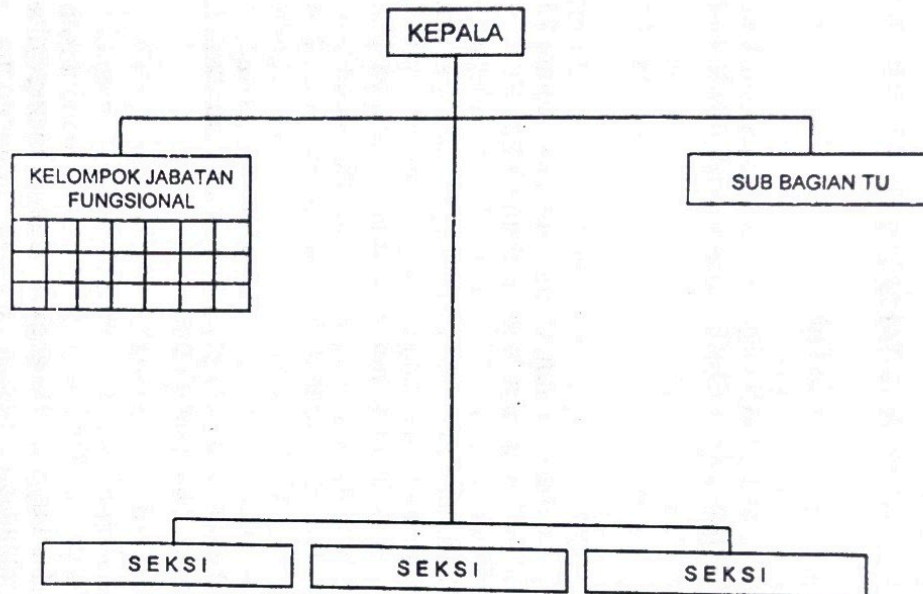 KEPALA
KELOMPOK JABATAN
FUNGSIONAL
SUB BAGIAN TU
SEKSI
SEKSI
SEKSI